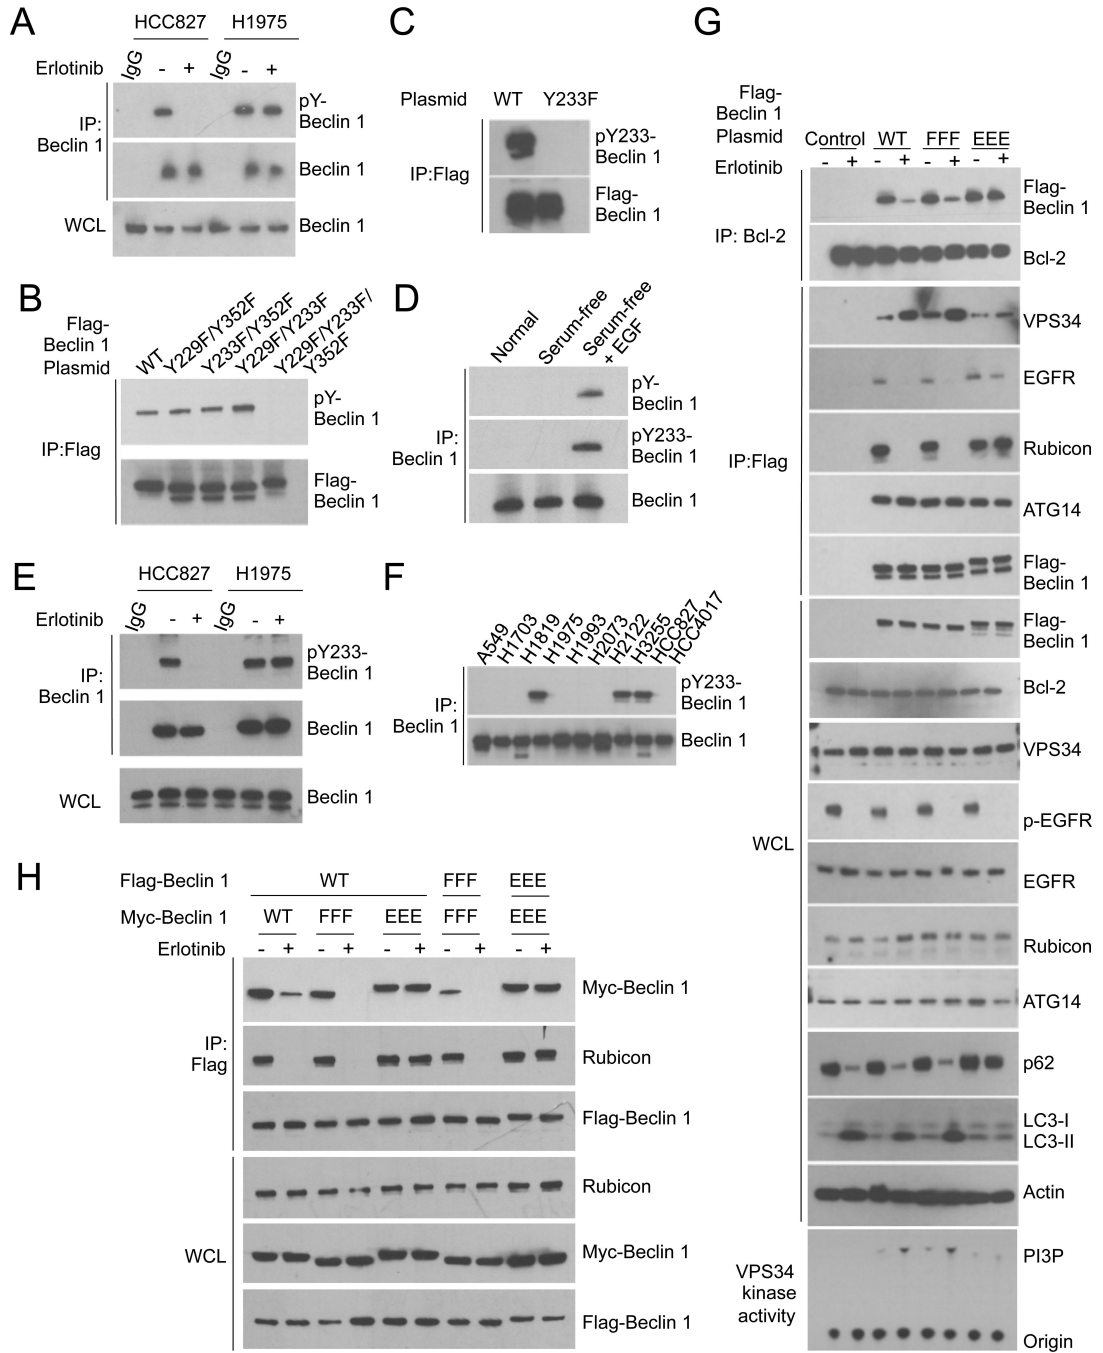 A
HCC827 H1975
Erlotinib IgG - + IgG - +
IP:
Beclin 1
pY-
Beclin 1
Beclin 1
WCL Beclin 1
B
Flag-
Beclin 1
Plasmid
WT
Y229F/Y352F
Y233F/Y352F
Y229F/Y233F
Y229F/Y233F/
Y352F
IP:Flag
pY-
Beclin 1
Flag-
Beclin 1
C
Plasmid WT Y233F
IP:Flag
pY233-
Beclin 1
Flag-
Beclin 1
D
Normal
Serum-free
Serum-free
+ EGF
IP:
Beclin 1
pY-
Beclin 1
pY233-
Beclin 1
Beclin 1
E
HCC827 H1975
Erlotinib IgG - + IgG - +
IP:
Beclin 1
pY233-
Beclin 1
Beclin 1
WCL Beclin 1
F
A549
H1703
H1819
H1975
H1993
H2073
H2122
H3255
HCC827
HCC4017
IP:
Beclin 1
pY233-
Beclin 1
Beclin 1
G
Flag-
Beclin 1
Plasmid Control WT FFF EEE
Erlotinib - + - + - + - +
IP: Bcl-2
Flag-
Beclin 1
Bcl-2
IP:Flag
VPS34
EGFR
Rubicon
ATG14
Flag-
Beclin 1
WCL
Flag-
Beclin 1
Bcl-2
VPS34
p-EGFR
EGFR
Rubicon
ATG14
p62
LC3-I
LC3-II
Actin
VPS34
kinase
activity
PI3P
Origin
H
Flag-Beclin 1 WT FFF EEE
Myc-Beclin 1 WT FFF EEE FFF EEE
Erlotinib - + - + - + - + - +
IP:
Flag
Myc-Beclin 1
Rubicon
Flag-Beclin 1
WCL
Rubicon
Myc-Beclin 1
Flag-Beclin 1